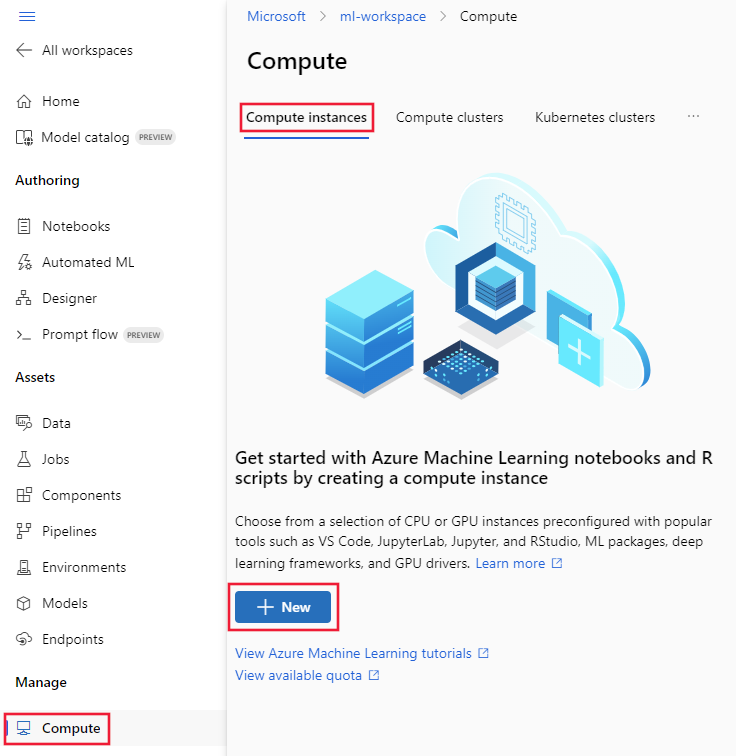 All workspaces
Home
Model catalog PREVIEW
Authoring
Notebooks
Automated ML
Designer
Prompt flow PREVIEW
Assets
Data
Jobs
Components
Pipelines
Environments
Models
Endpoints
Manage
Compute
Microsoft > ml-workspace > Compute
Compute
Compute instances Compute clusters Kubernetes clusters ...
Get started with Azure Machine Learning notebooks and R
scripts by creating a compute instance
Choose from a selection of CPU or GPU instances preconfigured with popular
tools such as VS Code, JupyterLab, Jupyter, and RStudio, ML packages, deep
learning frameworks, and GPU drivers. Learn more
+ New
View Azure Machine Learning tutorials
View available quota